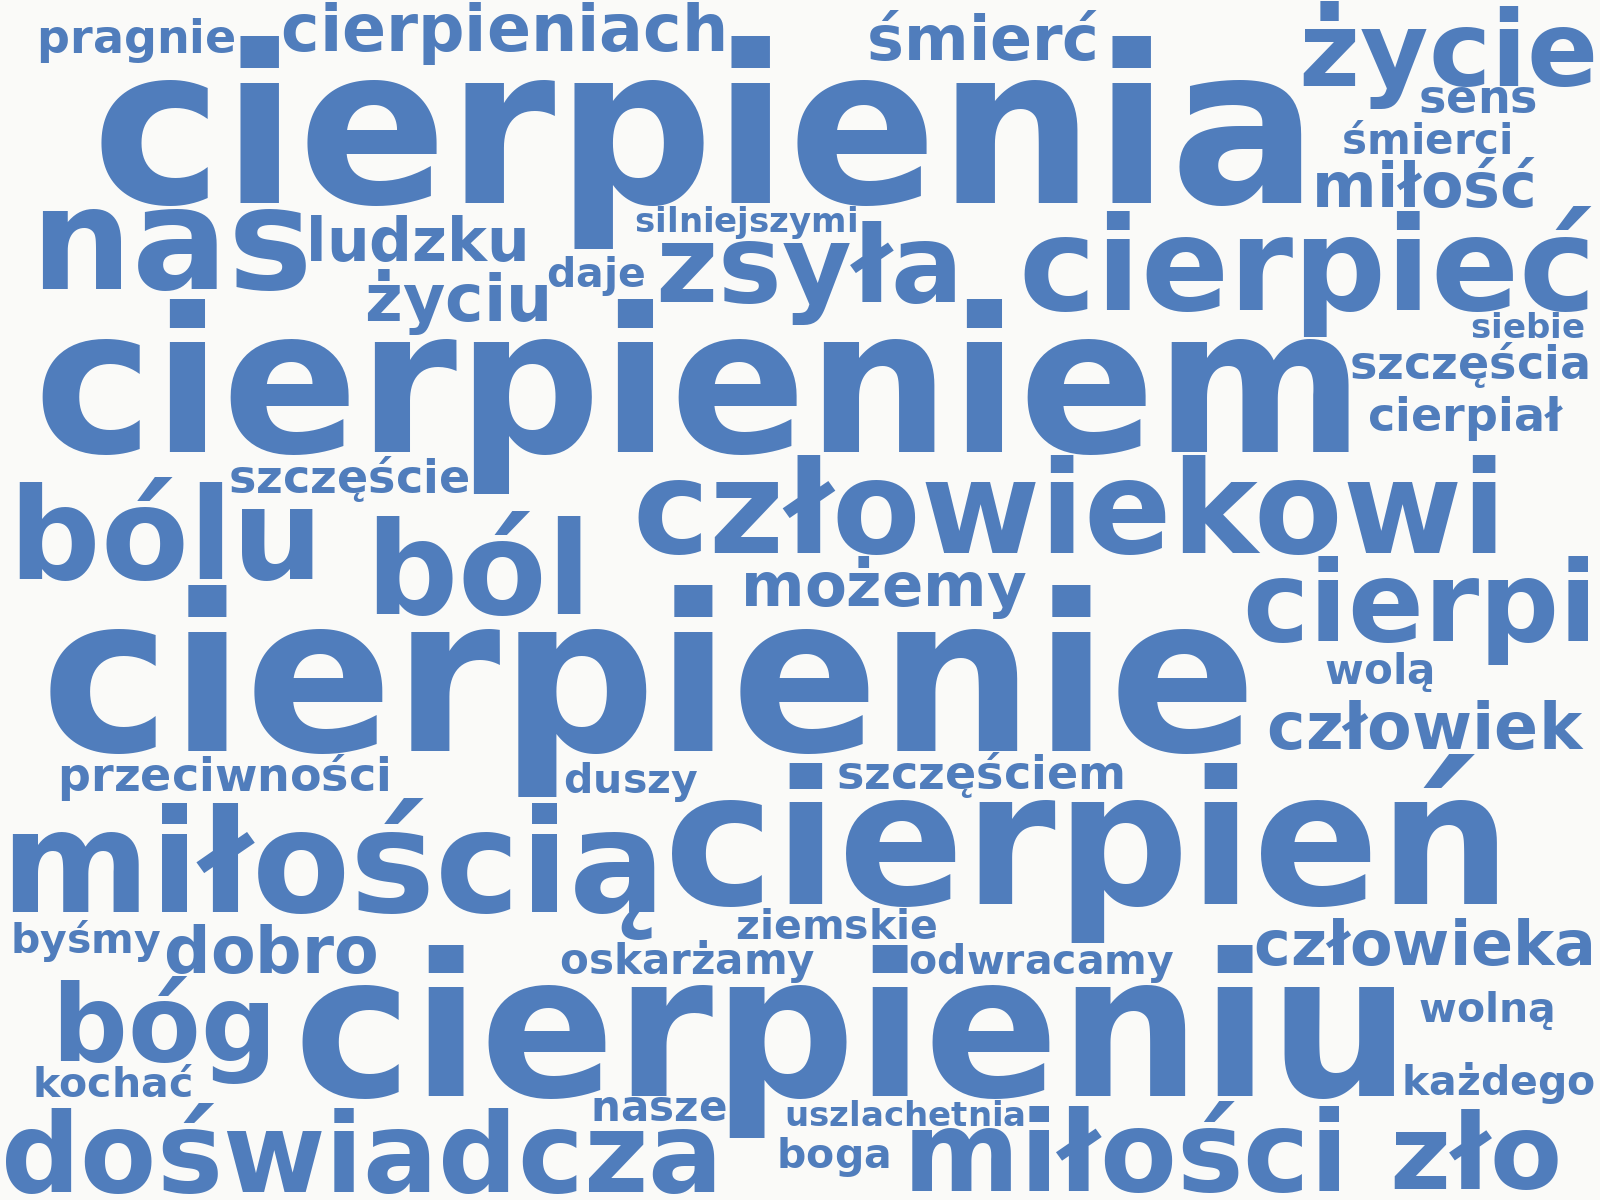 pragnie cierpieniach śmierć życie
cierpienia
sens
śmierci
miłość
nas ludzku silniejszymi zsyła cierpieć
życiu daje
siebie
cierpieniem
szczęścia
cierpiał
szczęście człowiekowi
bólu ból
możemy cierpi
cierpienie
wolą
człowiek
przeciwności duszy szczęściem
miłością cierpień
byśmy dobro ziemskie człowieka
oskarżamy odwracamy
bóg cierpieniu wolną
kochać każdego
nasze uszlachetnia
doświadcza boga miłości zło